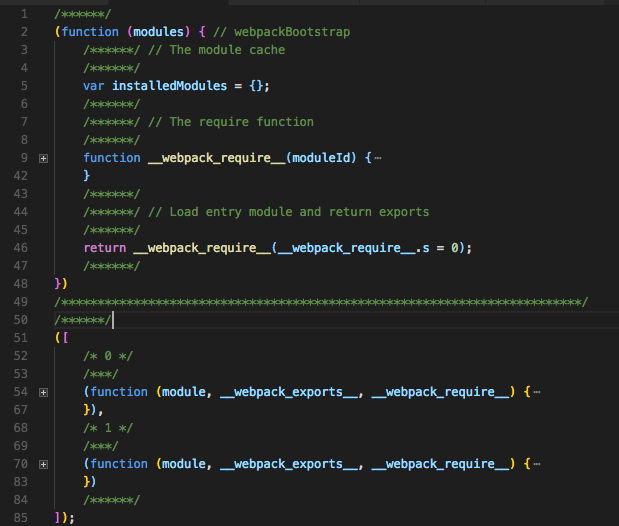 1 /******/
2 (function (modules) { // webpackBootstrap
3 /******/ // The module cache
4 /******/
5 var installedModules = {};
6 /******/
7 /******/ // The require function
8 /******/
9 function __webpack_require__(moduleId) {⋯
42 }
43 /******/
44 /******/ // Load entry module and return exports
45 /******/
46 return __webpack_require__(__webpack_require__.s = 0);
47 /******/
48 })
49 /************************************************************************/
50 /******/
51 ([
52 /* 0 */
53 /***/
54 (function (module, __webpack_exports__, __webpack_require__) {⋯
67 }),
68 /* 1 */
69 /***/
70 (function (module, __webpack_exports__, __webpack_require__) {⋯
83 })
84 /******/
85 ]);